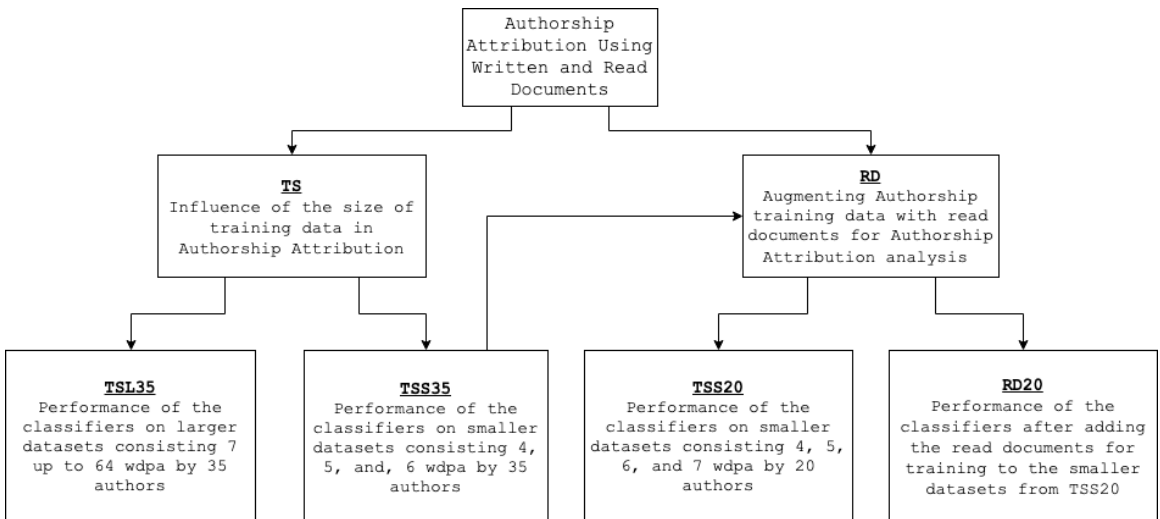 Authorship
Attribution Using
Written and Read
Documents
TS
Influence of the size of
training data in
Authorship Attribution
RD
Augmenting Authorship
training data with read
documents for Authorship
Attribution analysis
TSL35
Performance of the
classifiers on larger
datasets consisting 7
up to 64 wdpa by 35
authors
TSS35
Performance of the
classifiers on smaller
datasets consisting 4,
5, and, 6 wdpa by 35
authors
TSS20
Performance of the
classifiers on smaller
datasets consisting 4, 5,
6, and 7 wdpa by 20
authors
RD20
Performance of the
classifiers after adding
the read documents for
training to the smaller
datasets from TSS20